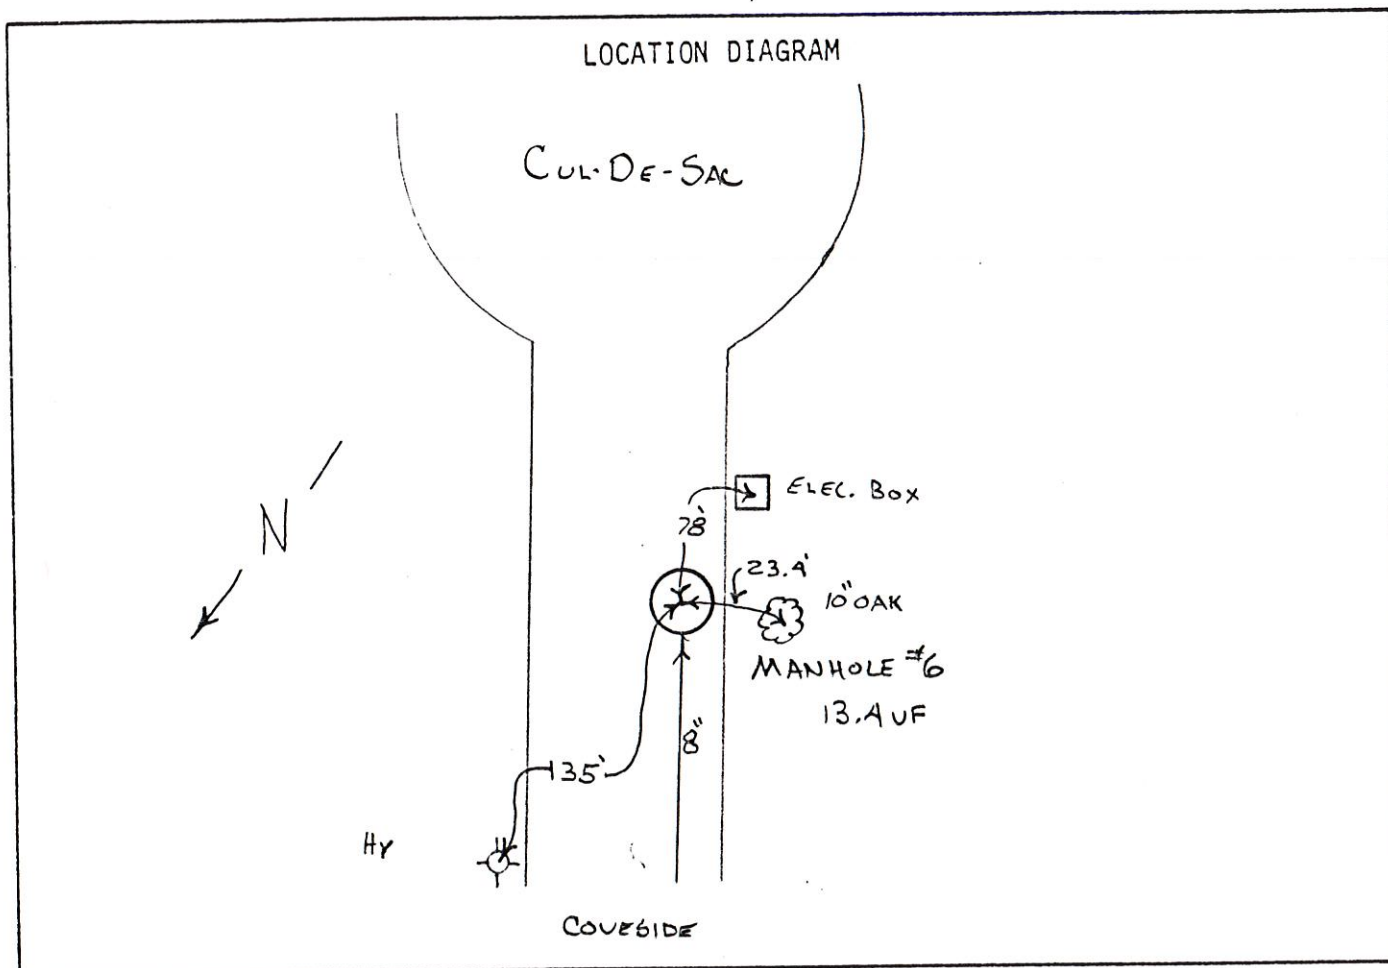 LOCATION DIAGRAM
CUL-DE-SAC
N
ELEC. BOX
78'
23.4'
10" OAK
MANHOLE #6
13.4 VF
8"
135'
HY
COVESIDE